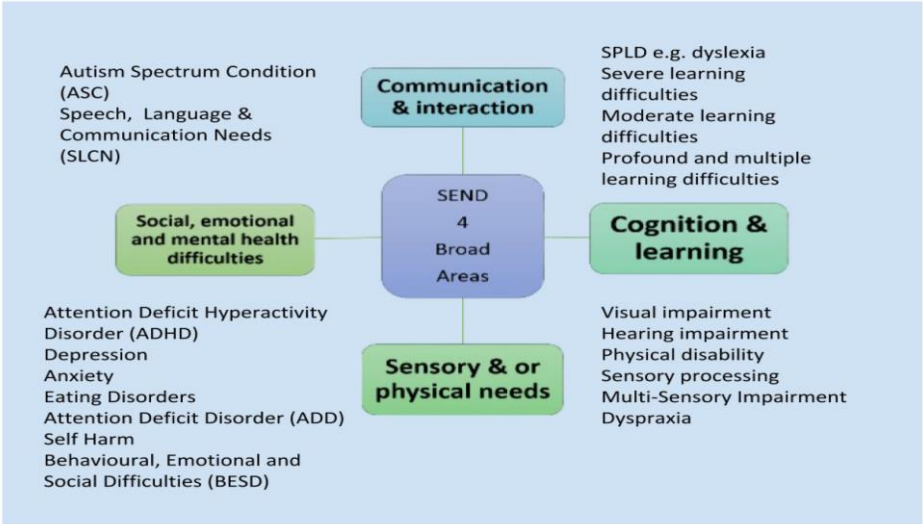 Autism Spectrum Condition
(ASC)
Speech,  Language &
Communication Needs
(SLCN)
Communication
& interaction
SPLD e.g. dyslexia
Severe learning
difficulties
Moderate learning
difficulties
Profound and multiple
learning difficulties
Social, emotional
and mental health
difficulties
SEND
4
Broad
Areas
Cognition &
learning
Attention Deficit Hyperactivity
Disorder (ADHD)
Depression
Anxiety
Eating Disorders
Attention Deficit Disorder (ADD)
Self Harm
Behavioural, Emotional and
Social Difficulties (BESD)
Sensory & or
physical needs
Visual impairment
Hearing impairment
Physical disability
Sensory processing
Multi-Sensory Impairment
Dyspraxia